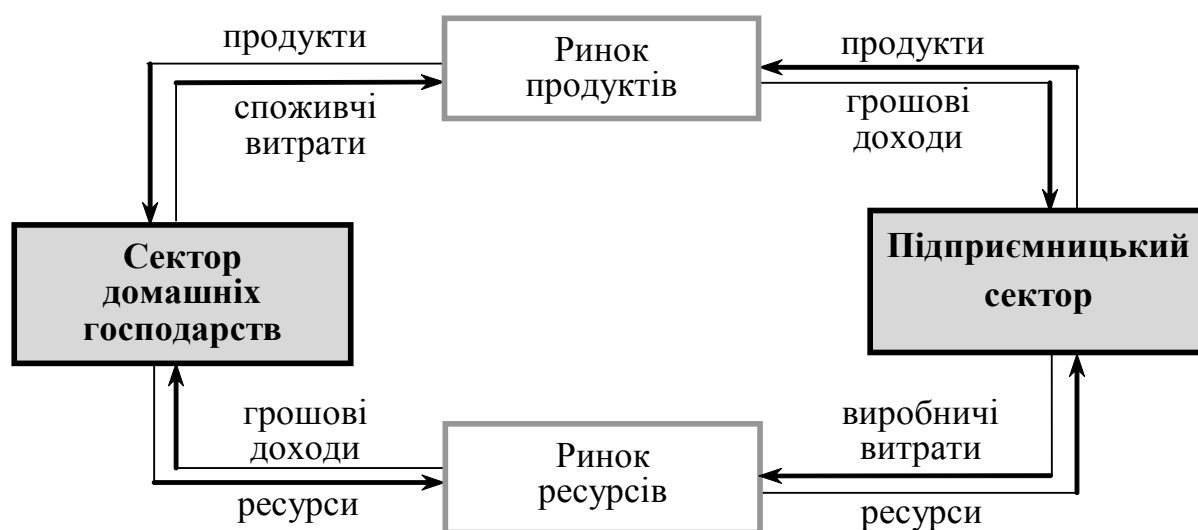 продукти
споживчі
витрати
Ринок
продуктів
продукти
грошові
доходи
Сектор
домашніх
господарств
Підприємницький
сектор
грошові
доходи
ресурси
Ринок
ресурсів
виробничі
витрати
ресурси